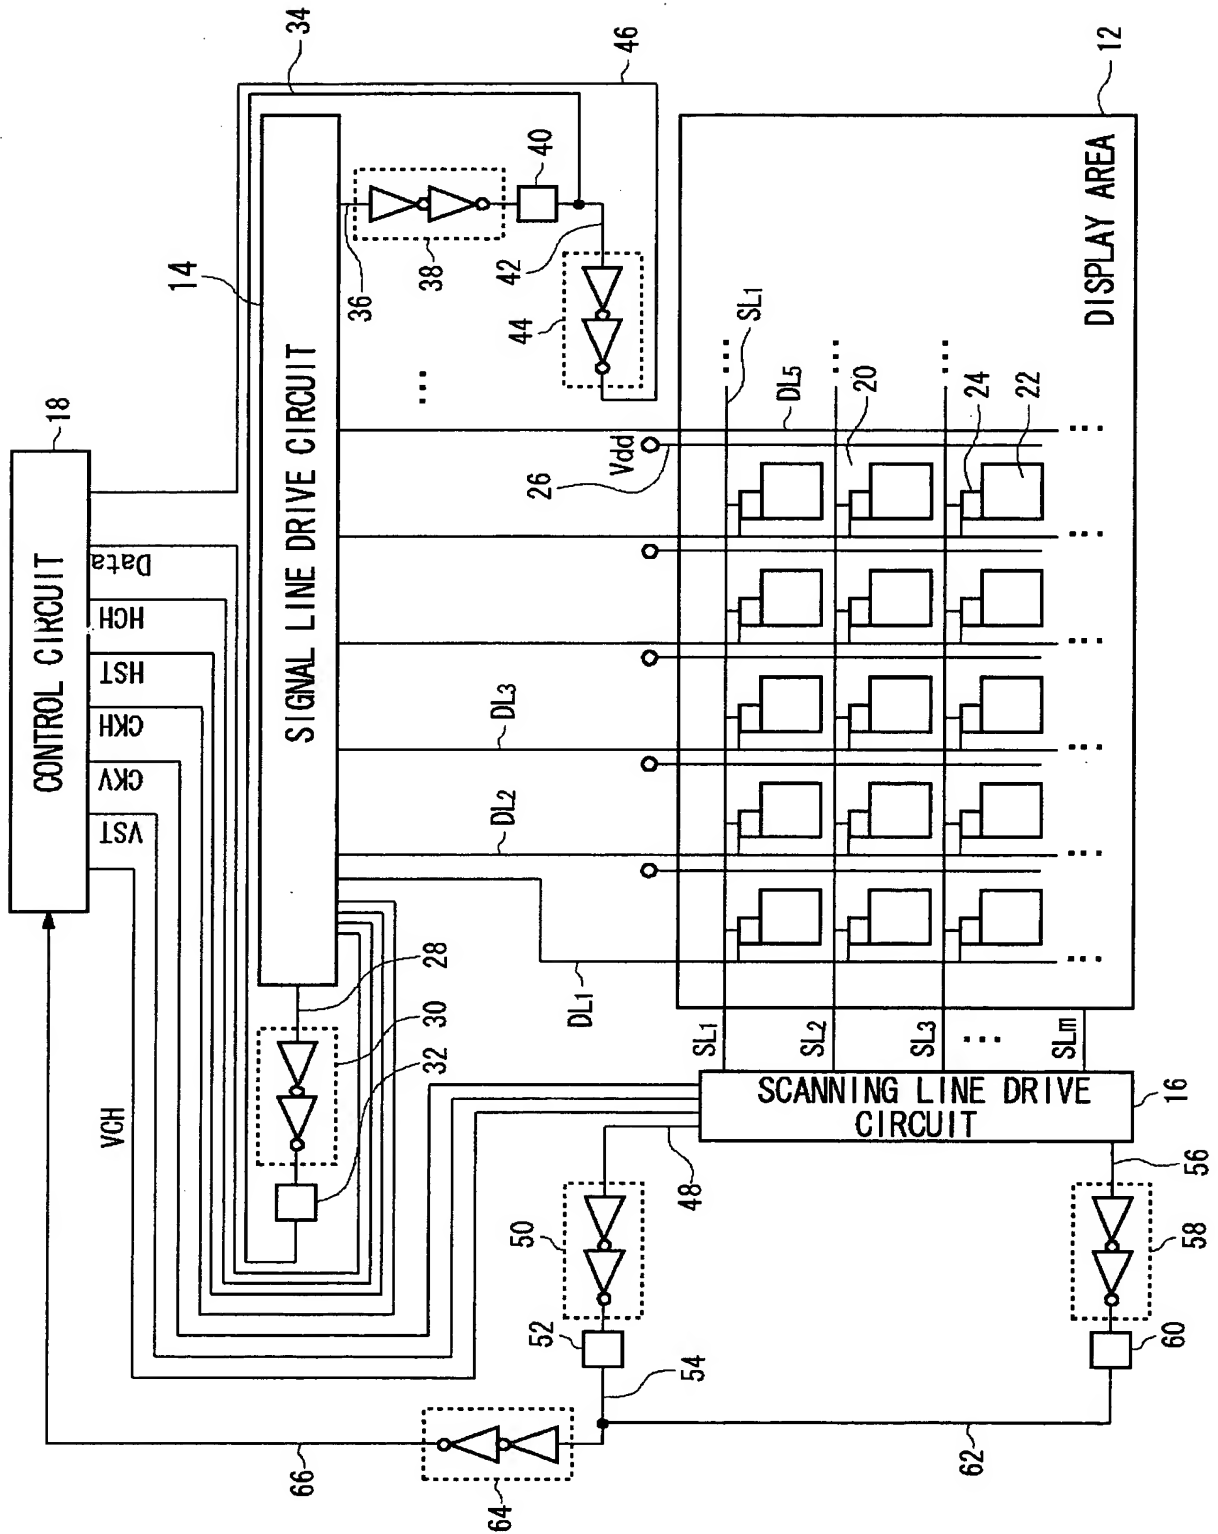 34
46
12
18
CONTROL CIRCUIT
Data
HCH
HST
CKH
CKV
VST
VCH
14
SIGNAL LINE DRIVE CIRCUIT
36
38
40
42
44
28
30
32
...
DL1
DL2
DL3
DL5
Vdd
26
SL1
...
...
...
20
24
22
DISPLAY AREA
...
...
...
...
...
SL1
SL2
SL3
...
SLm
SCANNING LINE DRIVE
CIRCUIT
16
48
50
52
54
56
58
60
62
64
66